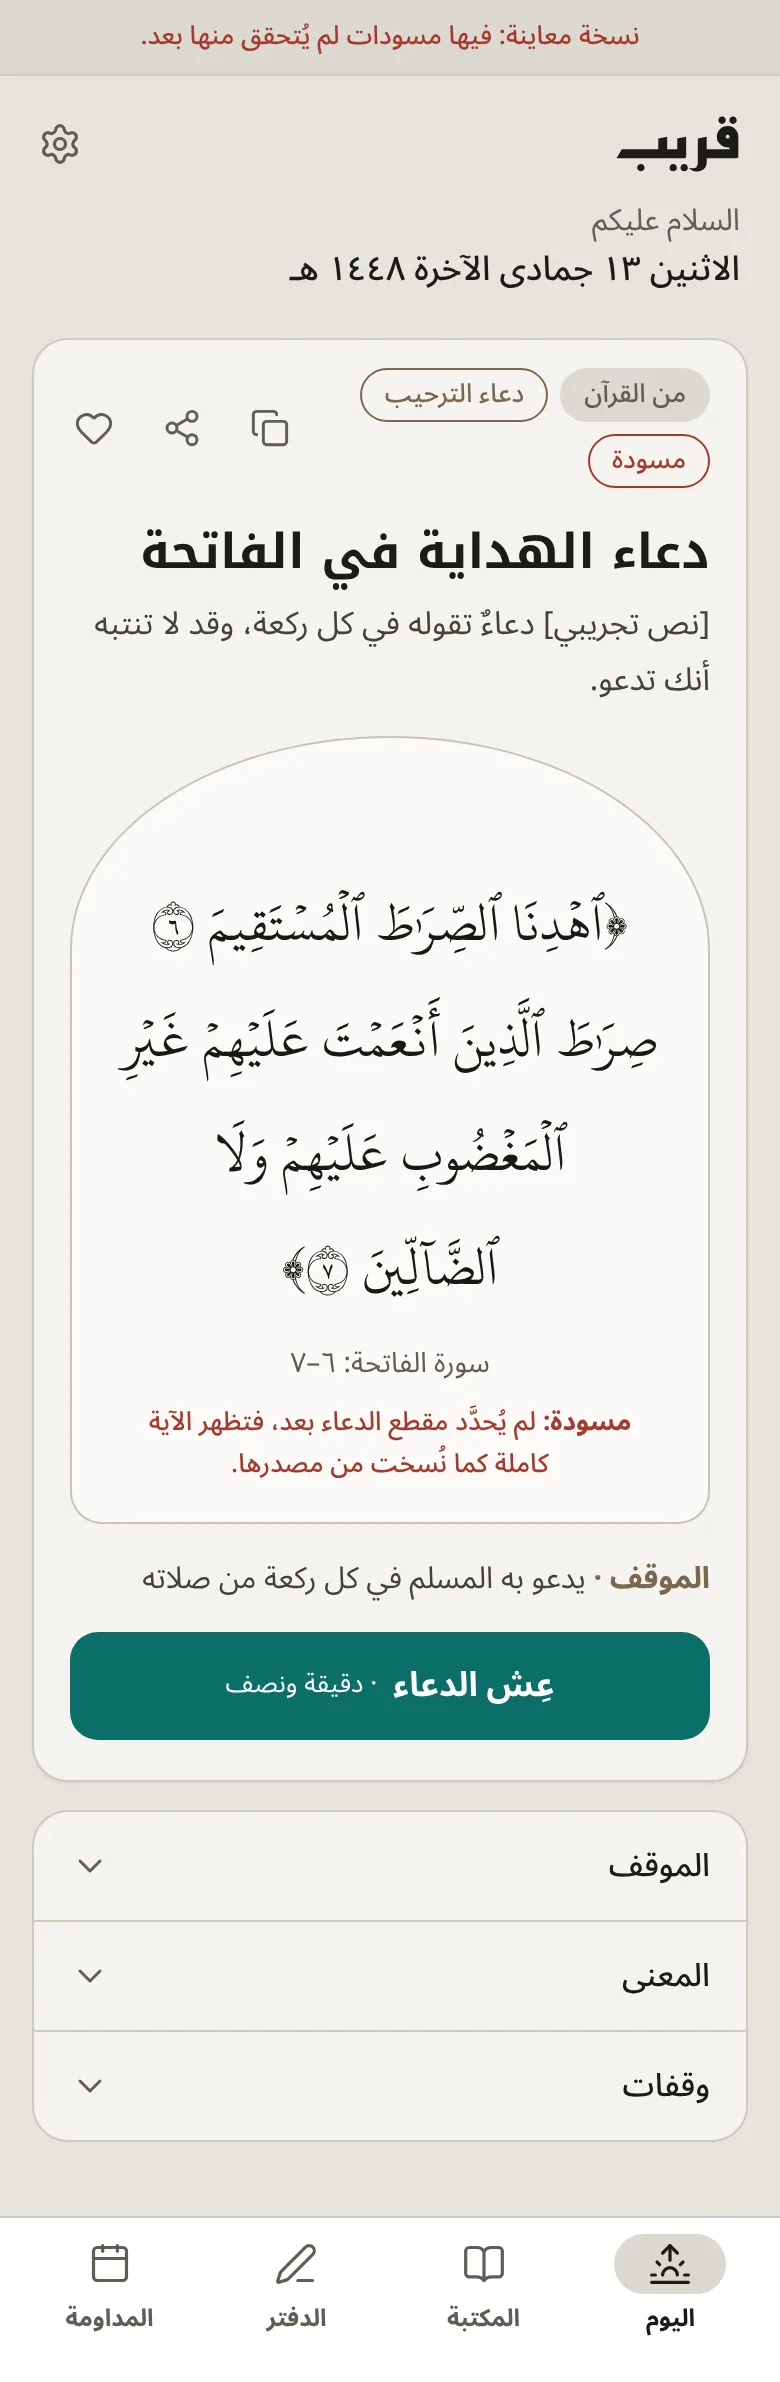 نسخة معاينة: فيها مسودات لم يُتحقق منها بعد.
قريب
السلام عليكم
الاثنين ١٣ جمادى الآخرة ١٤٤٨ هـ
من القرآن
دعاء الترحيب
مسودة
دعاء الهداية في الفاتحة
[نص تجريبي] دعاءٌ تقوله في كل ركعة، وقد لا تنتبه
أنك تدعو.
﴿ٱهۡدِنَا ٱلصِّرَٰطَ ٱلۡمُسۡتَقِيمَ ٦
صِرَٰطَ ٱلَّذِينَ أَنۡعَمۡتَ عَلَيۡهِمۡ غَيۡرِ
ٱلۡمَغۡضُوبِ عَلَيۡهِمۡ وَلَا
ٱلضَّآلِّينَ ٧﴾
سورة الفاتحة: ٦–٧
مسودة: لم يُحدَّد مقطع الدعاء بعد، فتظهر الآية
كاملة كما نُسخت من مصدرها.
الموقف · يدعو به المسلم في كل ركعة من صلاته
عِش الدعاء · دقيقة ونصف
الموقف
المعنى
وقفات
اليوم
المكتبة
الدفتر
المداومة